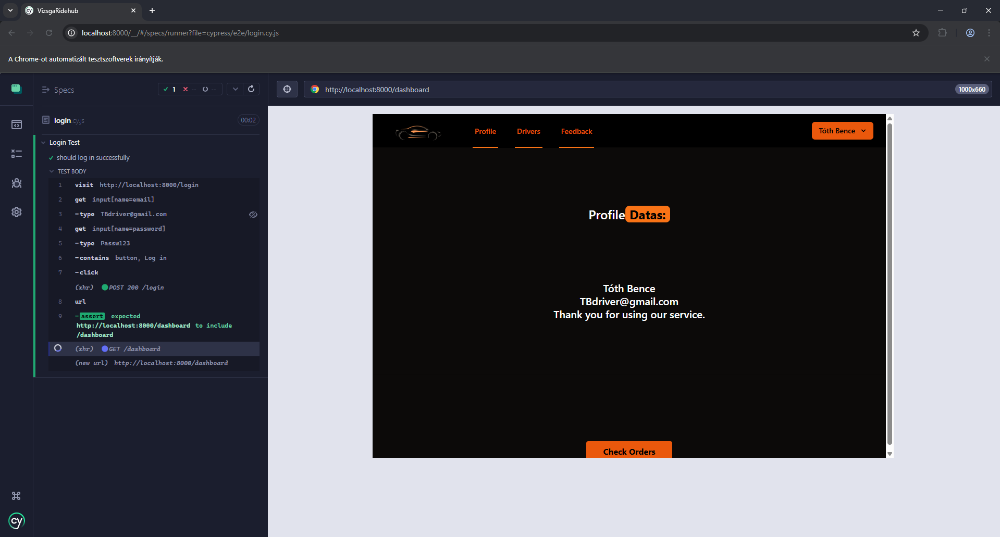 VizsgaRidehub
localhost:8000/__/#/specs/runner?file=cypress/e2e/login.cy.js
A Chrome-ot automatizált tesztszoftverek irányítják.
Specs
1 -- --
http://localhost:8000/dashboard
1000x660
login.cy.js
00:02
Login Test
should log in successfully
TEST BODY
1 visit http://localhost:8000/login
2 get input[name=email]
3 -type TBdriver@gmail.com
4 get input[name=password]
5 -type Passw123
6 -contains button, Log in
7 -click
(xhr) POST 200 /login
8 url
9 -assert expected
http://localhost:8000/dashboard to include
/dashboard
(xhr) GET /dashboard
(new url) http://localhost:8000/dashboard
cy
Profile
Drivers
Feedback
Tóth Bence
Profile Datas:
Tóth Bence
TBdriver@gmail.com
Thank you for using our service.
Check Orders